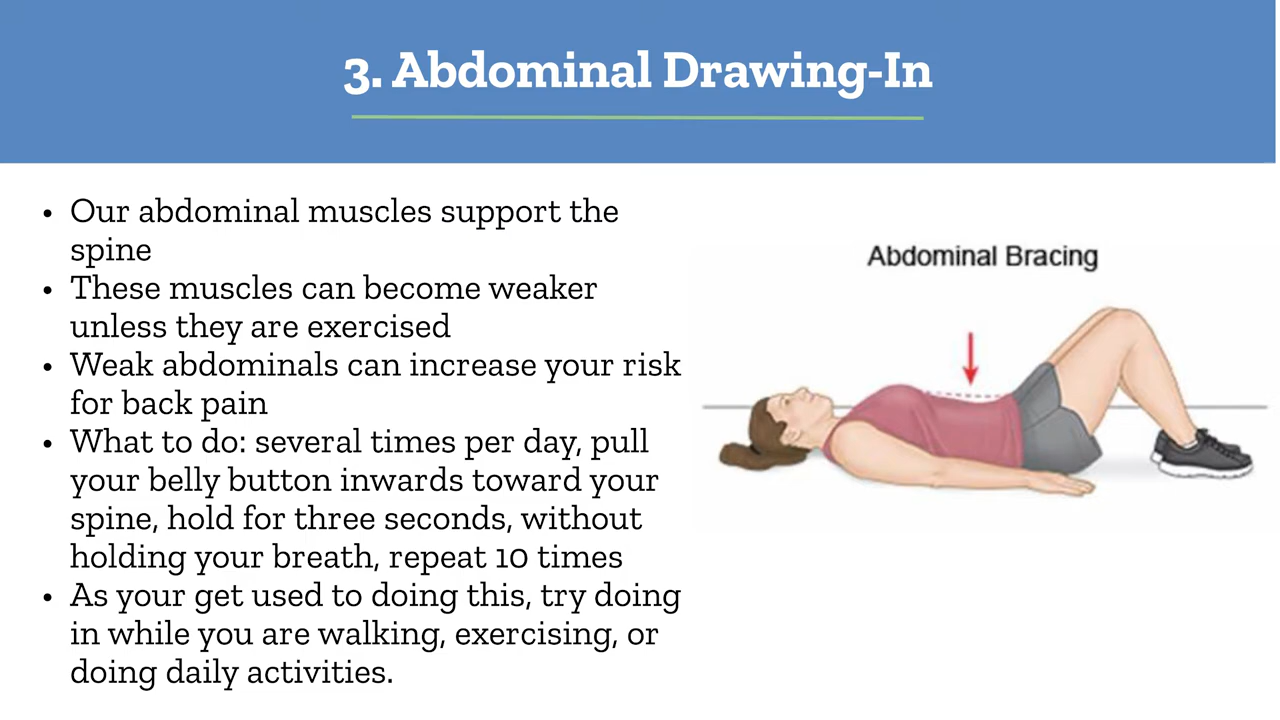 3. Abdominal Drawing-In
• Our abdominal muscles support the
spine
• These muscles can become weaker
unless they are exercised
• Weak abdominals can increase your risk
for back pain
• What to do: several times per day, pull
your belly button inwards toward your
spine, hold for three seconds, without
holding your breath, repeat 10 times
• As your get used to doing this, try doing
in while you are walking, exercising, or
doing daily activities.
Abdominal Bracing